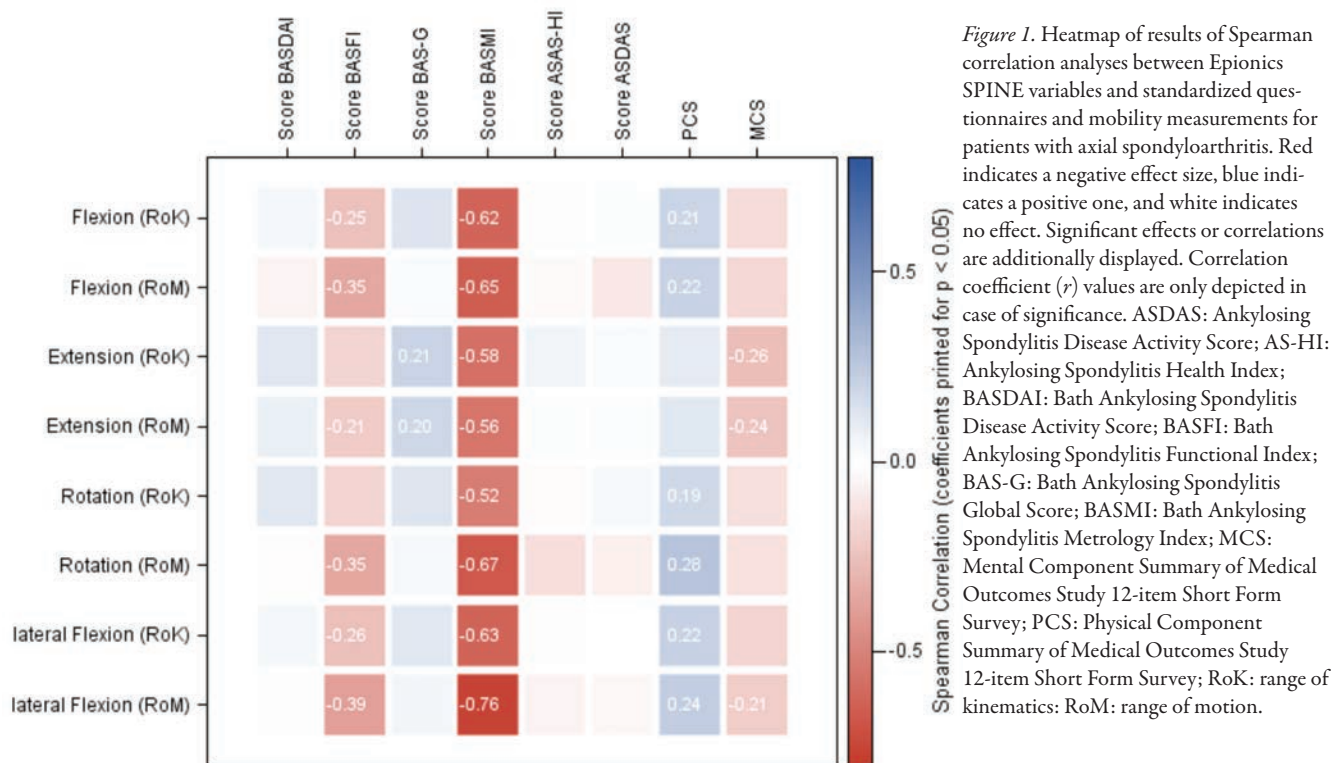 Score BASDAI
Score BASFI
Score BAS-G
Score BASMI
Score ASAS-HI
Score ASDAS
PCS
MCS
Flexion (RoK)
-0.25
-0.62
0.21
Flexion (RoM)
-0.35
-0.65
0.22
Extension (RoK)
0.21
-0.58
-0.26
Extension (RoM)
-0.21
0.20
-0.56
-0.24
Rotation (RoK)
-0.52
0.19
Rotation (RoM)
-0.35
-0.67
0.28
lateral Flexion (RoK)
-0.26
-0.63
0.22
lateral Flexion (RoM)
-0.39
-0.76
0.24
-0.21
0.5
0.0
-0.5
Spearman Correlation (coefficients printed for p < 0.05)
Figure 1. Heatmap of results of Spearman
correlation analyses between Epionics
SPINE variables and standardized ques-
tionnaires and mobility measurements for
patients with axial spondyloarthritis. Red
indicates a negative effect size, blue indi-
cates a positive one, and white indicates
no effect. Significant effects or correlations
are additionally displayed. Correlation
coefficient (r) values are only depicted in
case of significance. ASDAS: Ankylosing
Spondylitis Disease Activity Score; AS-HI:
Ankylosing Spondylitis Health Index;
BASDAI: Bath Ankylosing Spondylitis
Disease Activity Score; BASFI: Bath
Ankylosing Spondylitis Functional Index;
BAS-G: Bath Ankylosing Spondylitis
Global Score; BASMI: Bath Ankylosing
Spondylitis Metrology Index; MCS:
Mental Component Summary of Medical
Outcomes Study 12-item Short Form
Survey; PCS: Physical Component
Summary of Medical Outcomes Study
12-item Short Form Survey; RoK: range of
kinematics: RoM: range of motion.